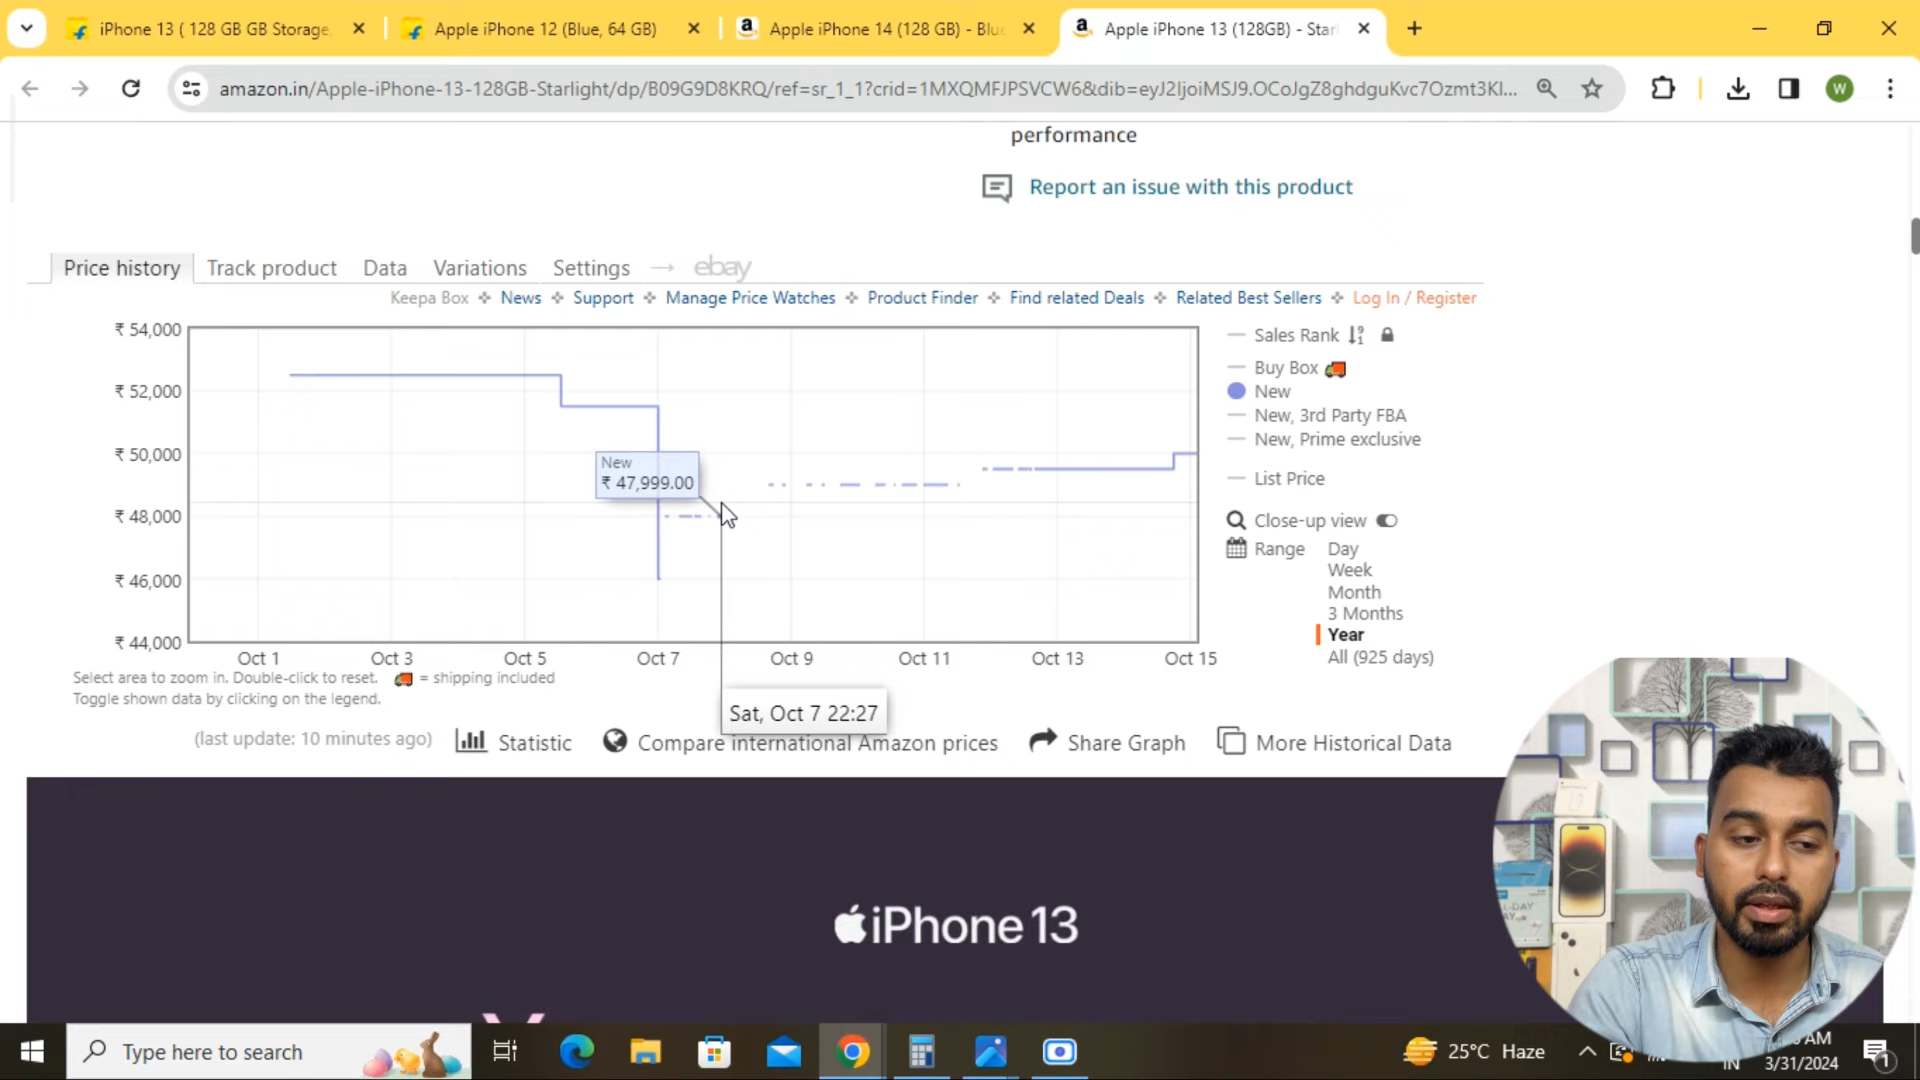 iPhone 13 ( 128 GB GB Storage,
Apple iPhone 12 (Blue, 64 GB)
Apple iPhone 14 (128 GB) - Blue
Apple iPhone 13 (128GB) - Star
amazon.in/Apple-iPhone-13-128GB-Starlight/dp/B09G9D8KRQ/ref=sr_1_1?crid=1MXQMFJPSVCW6&dib=eyJ2IjoiMSJ9.OCoJgZ8ghdguKvc7Ozmt3Kl...
W
performance
Report an issue with this product
Price history Track product Data Variations Settings → ebay
Keepa Box News Support Manage Price Watches Product Finder Find related Deals Related Best Sellers Log In / Register
₹ 54,000
₹ 52,000
₹ 50,000
₹ 48,000
₹ 46,000
₹ 44,000
New
₹ 47,999.00
Oct 1 Oct 3 Oct 5 Oct 7 Oct 9 Oct 11 Oct 13 Oct 15
Sat, Oct 7 22:27
Sales Rank
Buy Box
New
New, 3rd Party FBA
New, Prime exclusive
List Price
Close-up view
Range
Day
Week
Month
3 Months
Year
All (925 days)
Select area to zoom in. Double-click to reset. = shipping included
Toggle shown data by clicking on the legend.
(last update: 10 minutes ago) Statistic Compare international Amazon prices Share Graph More Historical Data
iPhone 13
Type here to search
25°C Haze
AM
IN
3/31/2024
1